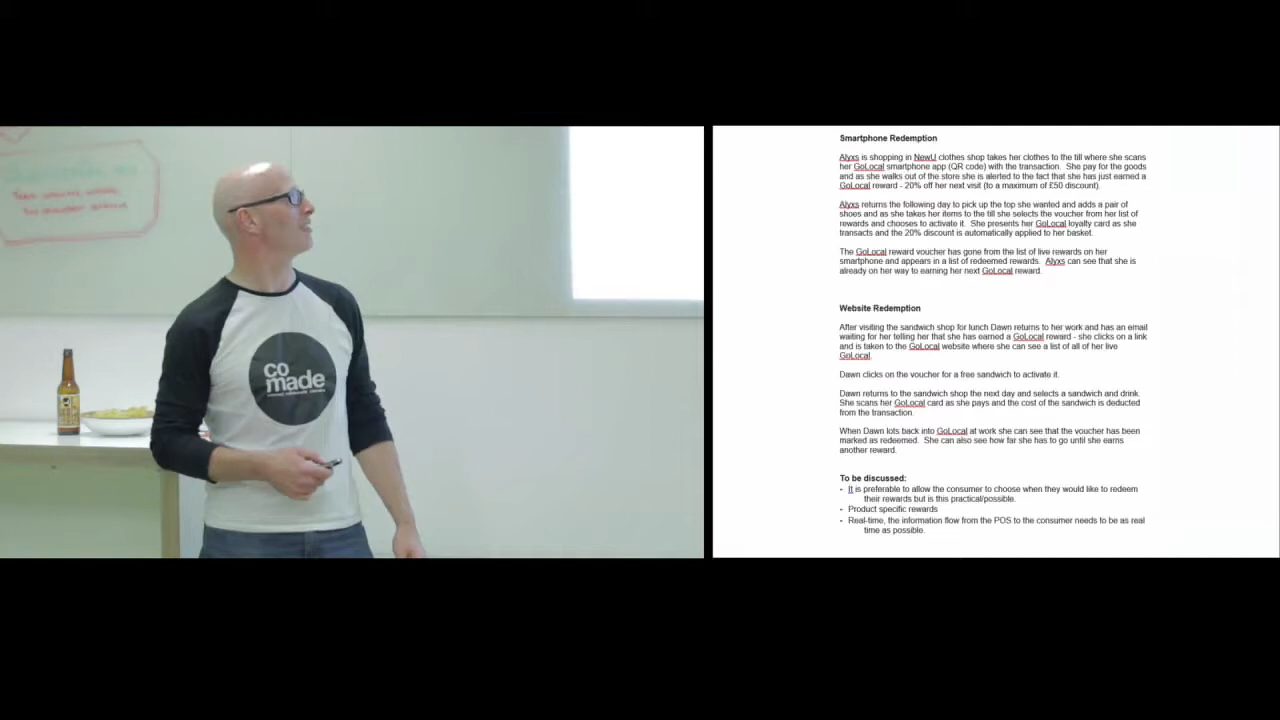 co
made
Smartphone Redemption
Alyxs is shopping in NewU clothes shop takes her clothes to the till where she scans
her GoLocal smartphone app (QR code) with the transaction. She pay for the goods
and as she walks out of the store she is alerted to the fact that she has just earned a
GoLocal reward - 20% off her next visit (to a maximum of £50 discount).
Alyxs returns the following day to pick up the top she wanted and adds a pair of
shoes and as she takes her items to the till she selects the voucher from her list of
rewards and chooses to activate it. She presents her GoLocal loyalty card as she
transacts and the 20% discount is automatically applied to her basket.
The GoLocal reward voucher has gone from the list of live rewards on her
smartphone and appears in a list of redeemed rewards. Alyxs can see that she is
already on her way to earning her next GoLocal reward.
Website Redemption
After visiting the sandwich shop for lunch Dawn returns to her work and has an email
waiting for her telling her that she has earned a GoLocal reward - she clicks on a link
and is taken to the GoLocal website where she can see a list of all of her live
GoLocal.
Dawn clicks on the voucher for a free sandwich to activate it.
Dawn returns to the sandwich shop the next day and selects a sandwich and drink.
She scans her GoLocal card as she pays and the cost of the sandwich is deducted
from the transaction.
When Dawn lots back into GoLocal at work she can see that the voucher has been
marked as redeemed. She can also see how far she has to go until she earns
another reward.
To be discussed:
- It is preferable to allow the consumer to choose when they would like to redeem
their rewards but is this practical/possible.
- Product specific rewards
- Real-time, the information flow from the POS to the consumer needs to be as real
time as possible.